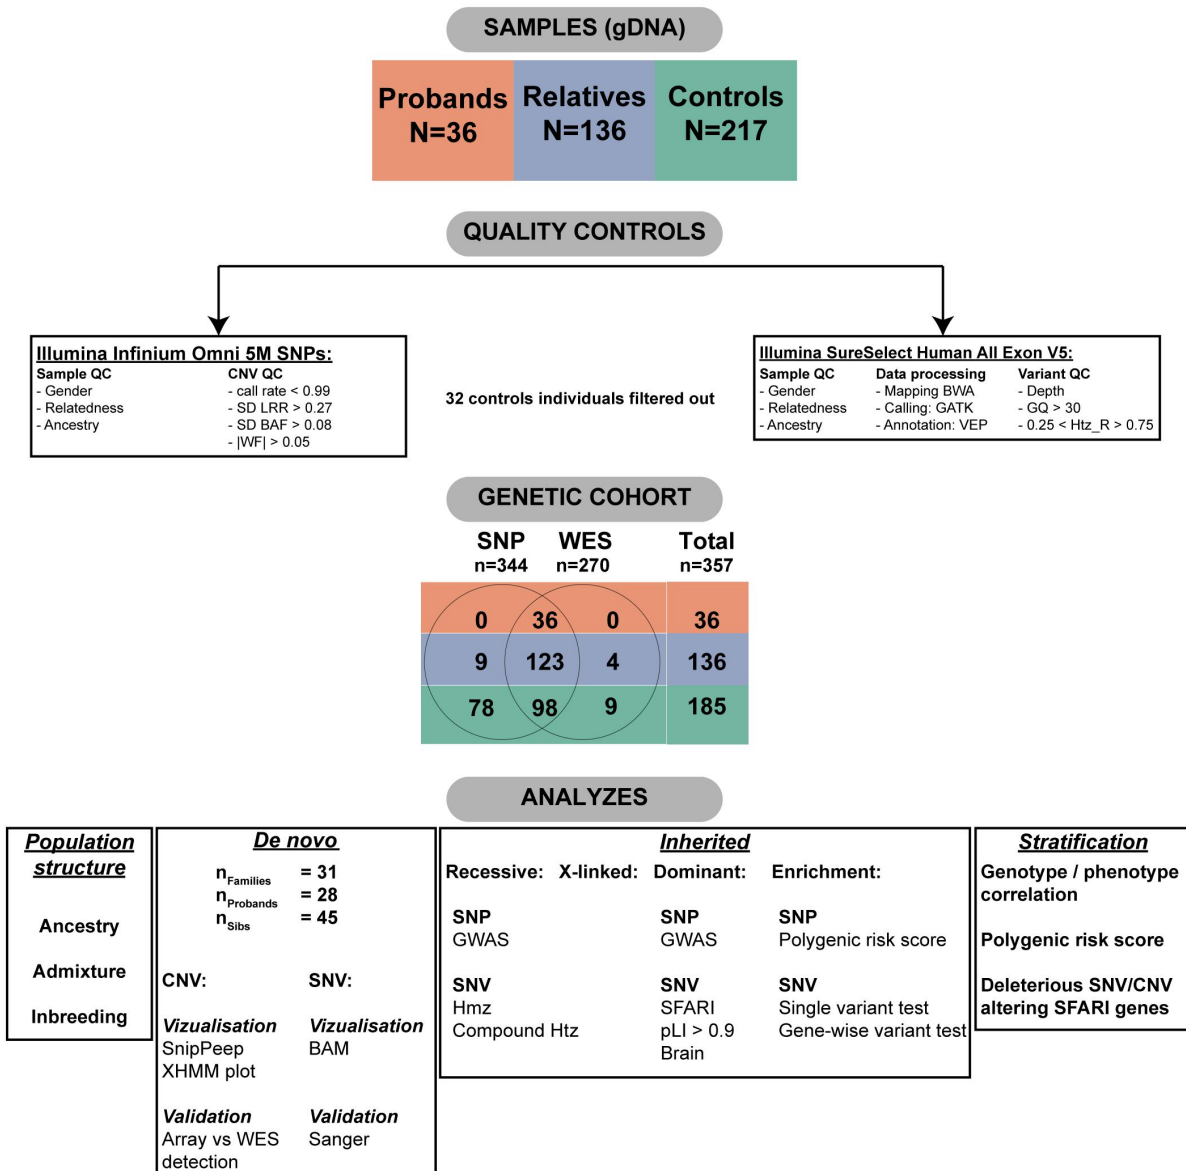 SAMPLES (gDNA)
Probands Relatives Controls
N=36 N=136 N=217
QUALITY CONTROLS
Illumina Infinium Omni 5M SNPs:
Sample QC CNV QC
- Gender - call rate < 0.99
- Relatedness - SD LRR > 0.27
- Ancestry - SD BAF > 0.08
- |WF| > 0.05
32 controls individuals filtered out
Illumina SureSelect Human All Exon V5:
Sample QC Data processing Variant QC
- Gender - Mapping BWA - Depth
- Relatedness - Calling: GATK - GQ > 30
- Ancestry - Annotation: VEP - 0.25 < Htz_R > 0.75
GENETIC COHORT
SNP WES Total
n=344 n=270 n=357
0 36 0 36
9 123 4 136
78 98 9 185
ANALYZES
Population
structure
Ancestry
Admixture
Inbreeding
De novo
nFamilies = 31
nProbands = 28
nSibs = 45
CNV: SNV:
Vizualisation Vizualisation
SnipPeep BAM
XHMM plot
Validation Validation
Array vs WES Sanger
detection
Inherited
Recessive: X-linked: Dominant: Enrichment:
SNP SNP SNP
GWAS GWAS Polygenic risk score
SNV SNV SNV
Hmz SFARI Single variant test
Compound Htz pLI > 0.9 Gene-wise variant test
Brain
Stratification
Genotype / phenotype
correlation
Polygenic risk score
Deleterious SNV/CNV
altering SFARI genes